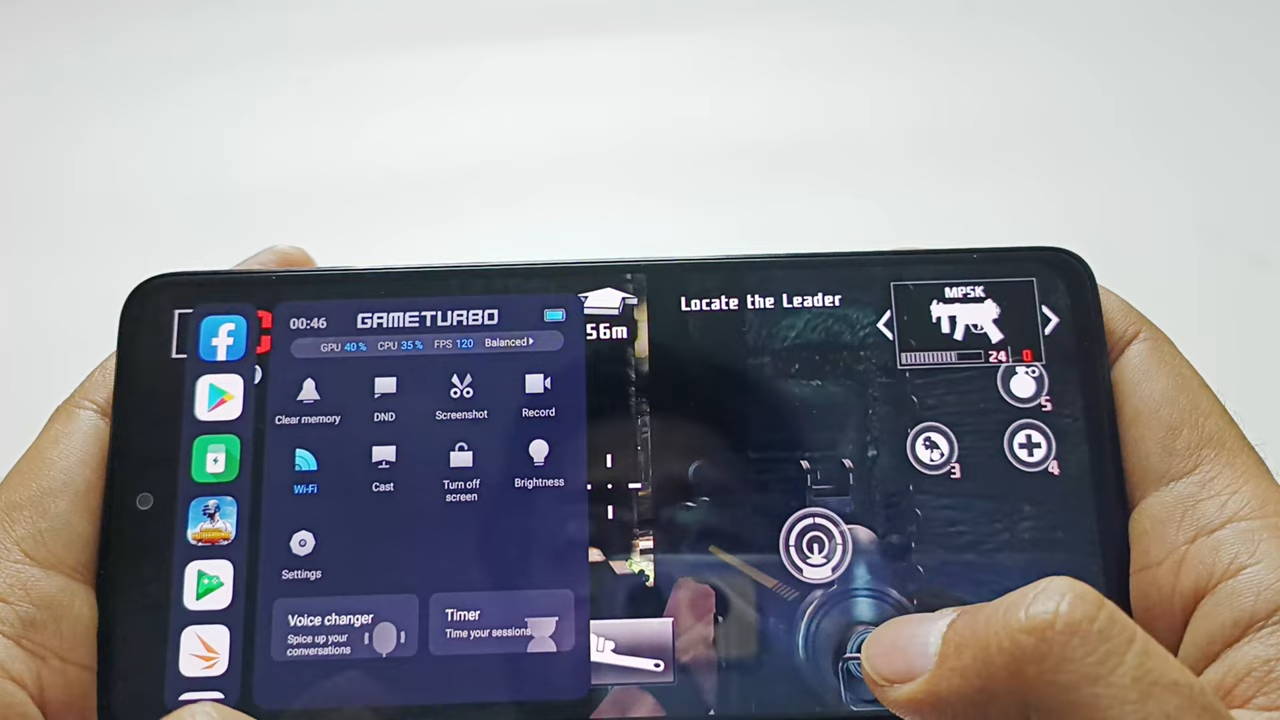 00:46 GAMETURBO
GPU 40% CPU 35% FPS 120 Balanced
Clear memory DND Screenshot Record
Wi-Fi Cast Turn off
screen Brightness
Settings
Voice changer
Spice up your
conversations
Timer
Time your sessions
56m
Locate the Leader
MP5K
24 0
5
3
4